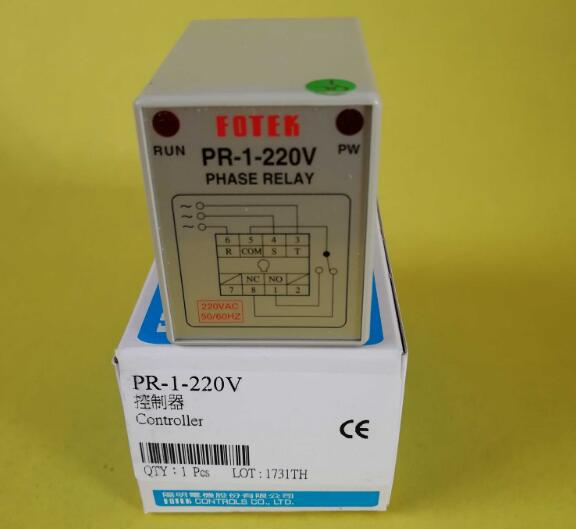 FOTEK
RUN
PW
PR-1-220V
PHASE RELAY
6 5 4 3
R COM S T
NC NO
7 8 1 2
220VAC
50/60HZ
PR-1-220V
控制器
Controller
CE
QTY:1 Pcs LOT:1731TH
陽明電機股份有限公司
FOTEK CONTROLS CO., LTD.